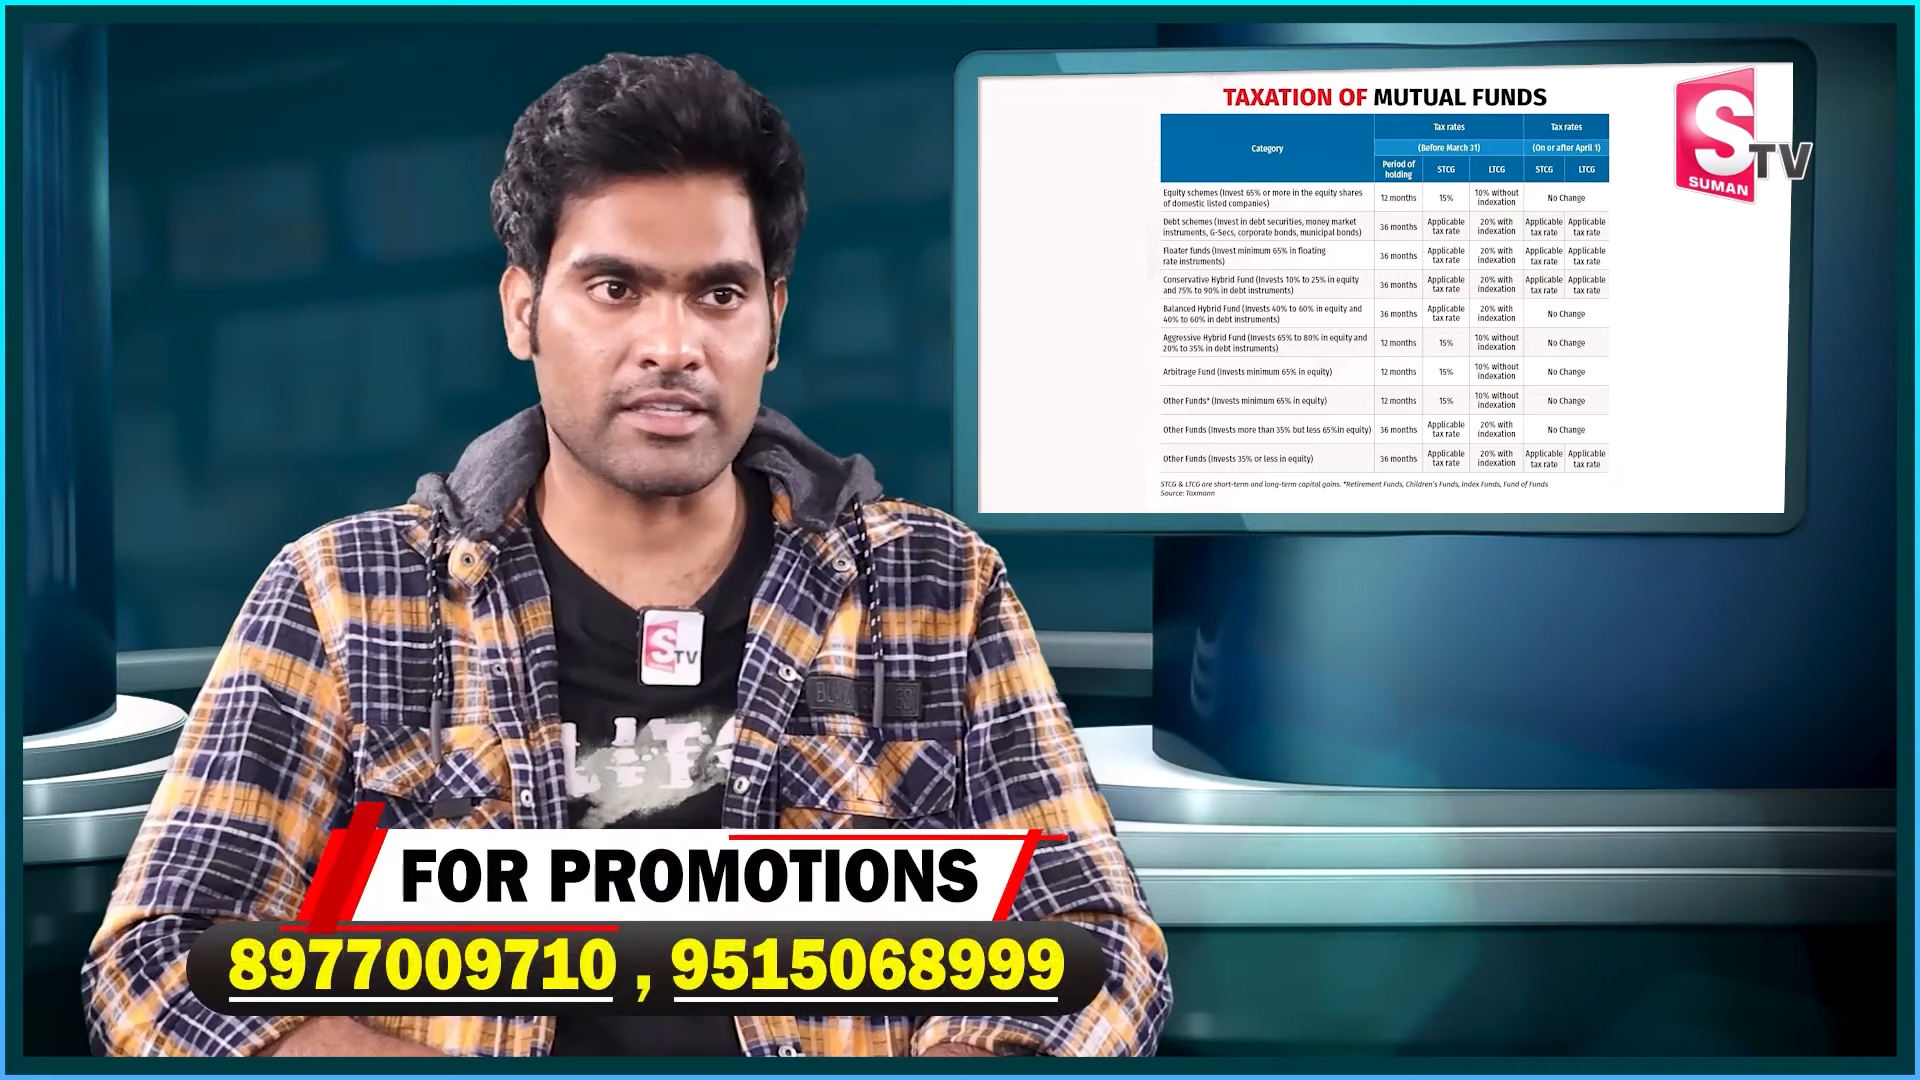 TAXATION OF MUTUAL FUNDS
Category
Tax rates
Tax rates
(Before March 31)
(On or after April 1)
Period of holding
STCG
LTCG
STCG
LTCG
Equity schemes (Invest 65% or more in the equity shares
of domestic listed companies)
12 months
15%
10% without indexation
No Change
Debt schemes (Invest in debt securities, money market
instruments, G-Secs, corporate bonds, municipal bonds)
36 months
Applicable tax rate
20% with indexation
Applicable tax rate
Applicable tax rate
Floater funds (Invest minimum 65% in floating
rate instruments)
36 months
Applicable tax rate
20% with indexation
Applicable tax rate
Applicable tax rate
Conservative Hybrid Fund (Invests 10% to 25% in equity
and 75% to 90% in debt instruments)
36 months
Applicable tax rate
20% with indexation
Applicable tax rate
Applicable tax rate
Balanced Hybrid Fund (Invests 40% to 60% in equity and
40% to 60% in debt instruments)
36 months
Applicable tax rate
20% with indexation
No Change
Aggressive Hybrid Fund (Invests 65% to 80% in equity and
20% to 35% in debt instruments)
12 months
15%
10% without indexation
No Change
Arbitrage Fund (Invests minimum 65% in equity)
12 months
15%
10% without indexation
No Change
Other Funds* (Invests minimum 65% in equity)
12 months
15%
10% without indexation
No Change
Other Funds (Invests more than 35% but less 65%in equity)
36 months
Applicable tax rate
20% with indexation
No Change
Other Funds (Invests 35% or less in equity)
36 months
Applicable tax rate
20% with indexation
Applicable tax rate
Applicable tax rate
STCG & LTCG are short-term and long-term capital gains. *Retirement Funds, Children's Funds, Index Funds, Fund of Funds
Source: Taxmann
S TV
SUMAN
S TV
FOR PROMOTIONS
8977009710 , 9515068999